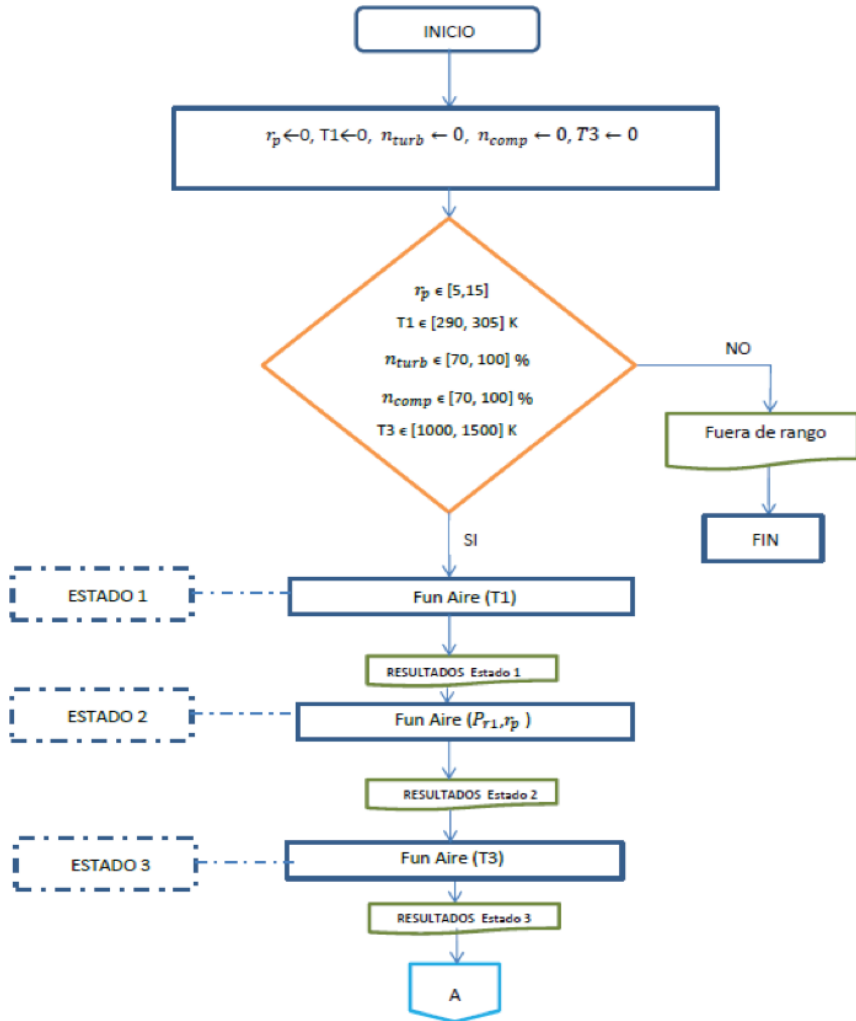 INICIO
r_p←0, T1←0, n_turb ← 0, n_comp ← 0, T3 ← 0
r_p ϵ [5,15]
T1 ϵ [290, 305] K
n_turb ϵ [70, 100] %
n_comp ϵ [70, 100] %
T3 ϵ [1000, 1500] K
NO
Fuera de rango
FIN
SI
ESTADO 1
Fun Aire (T1)
RESULTADOS Estado 1
ESTADO 2
Fun Aire (P_r1,r_p )
RESULTADOS Estado 2
ESTADO 3
Fun Aire (T3)
RESULTADOS Estado 3
A